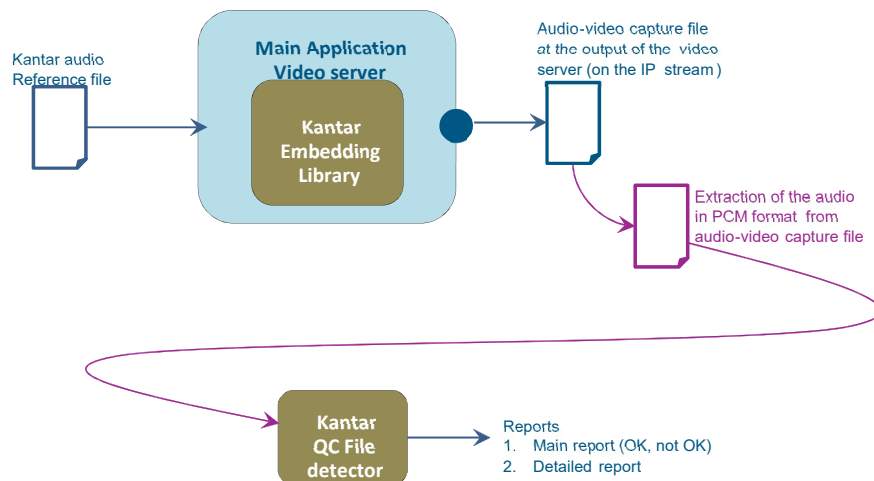 Kantar audio
Reference file
Main Application
Video server
Kantar
Embedding
Library
Audio-video capture file
at the output of the video
server (on the IP stream)
Extraction of the audio
in PCM format from
audio-video capture file
Kantar
QC File
detector
Reports
1. Main report (OK, not OK)
2. Detailed report